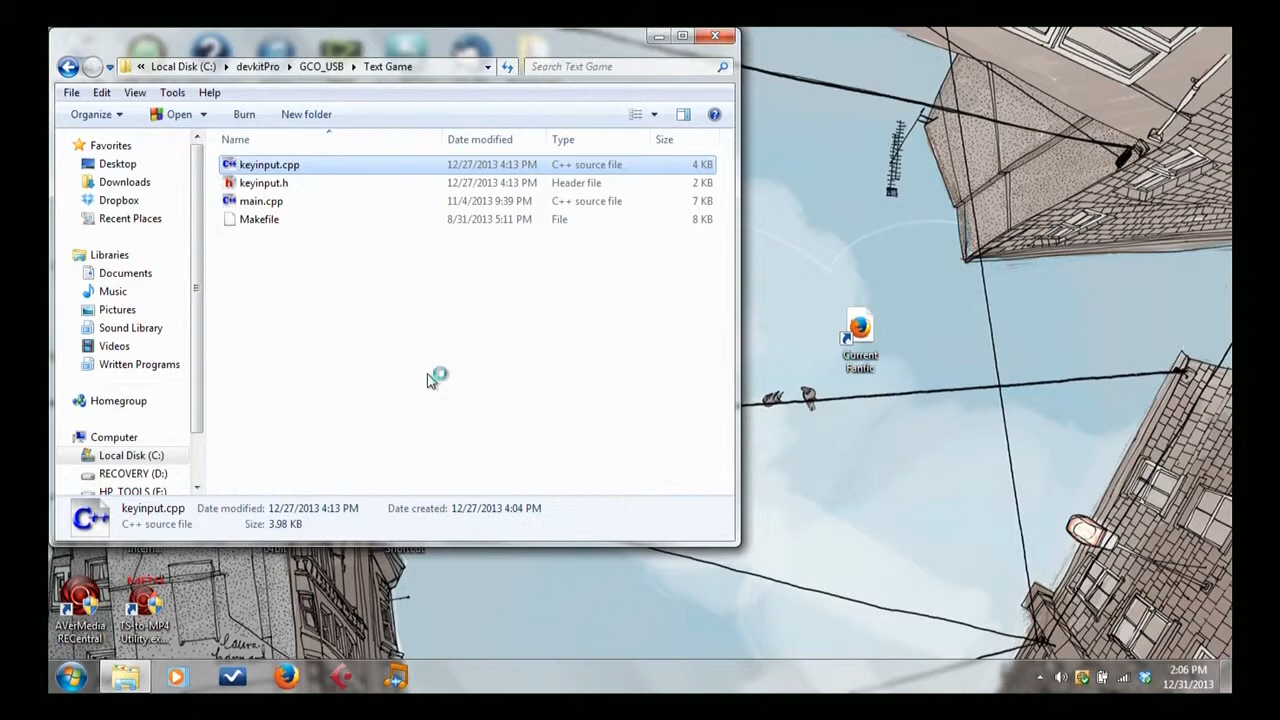 « Local Disk (C:) ▸ devkitPro ▸ GCO_USB ▸ Text Game
Search Text Game
File Edit View Tools Help
Organize Open Burn New folder
Name Date modified Type Size
keyinput.cpp 12/27/2013 4:13 PM C++ source file 4 KB
keyinput.h 12/27/2013 4:13 PM Header file 2 KB
main.cpp 11/4/2013 9:39 PM C++ source file 7 KB
Makefile 8/31/2013 5:11 PM File 8 KB
Favorites
Desktop
Downloads
Dropbox
Recent Places
Libraries
Documents
Music
Pictures
Sound Library
Videos
Written Programs
Homegroup
Computer
Local Disk (C:)
RECOVERY (D:)
HP_TOOLS (E:)
keyinput.cpp Date modified: 12/27/2013 4:13 PM Date created: 12/27/2013 4:04 PM
C++ source file Size: 3.98 KB
Current
Fanfic
Shortcut
AVerMedia
RECentral
TS-to-MP4
Utility.ex...
2:06 PM
12/31/2013